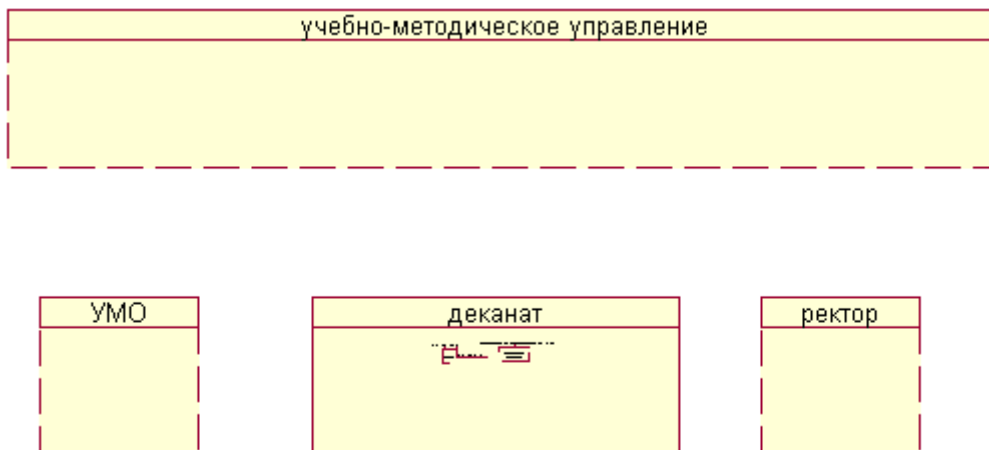 учебно-методическое управление
УМО
деканат
ректор